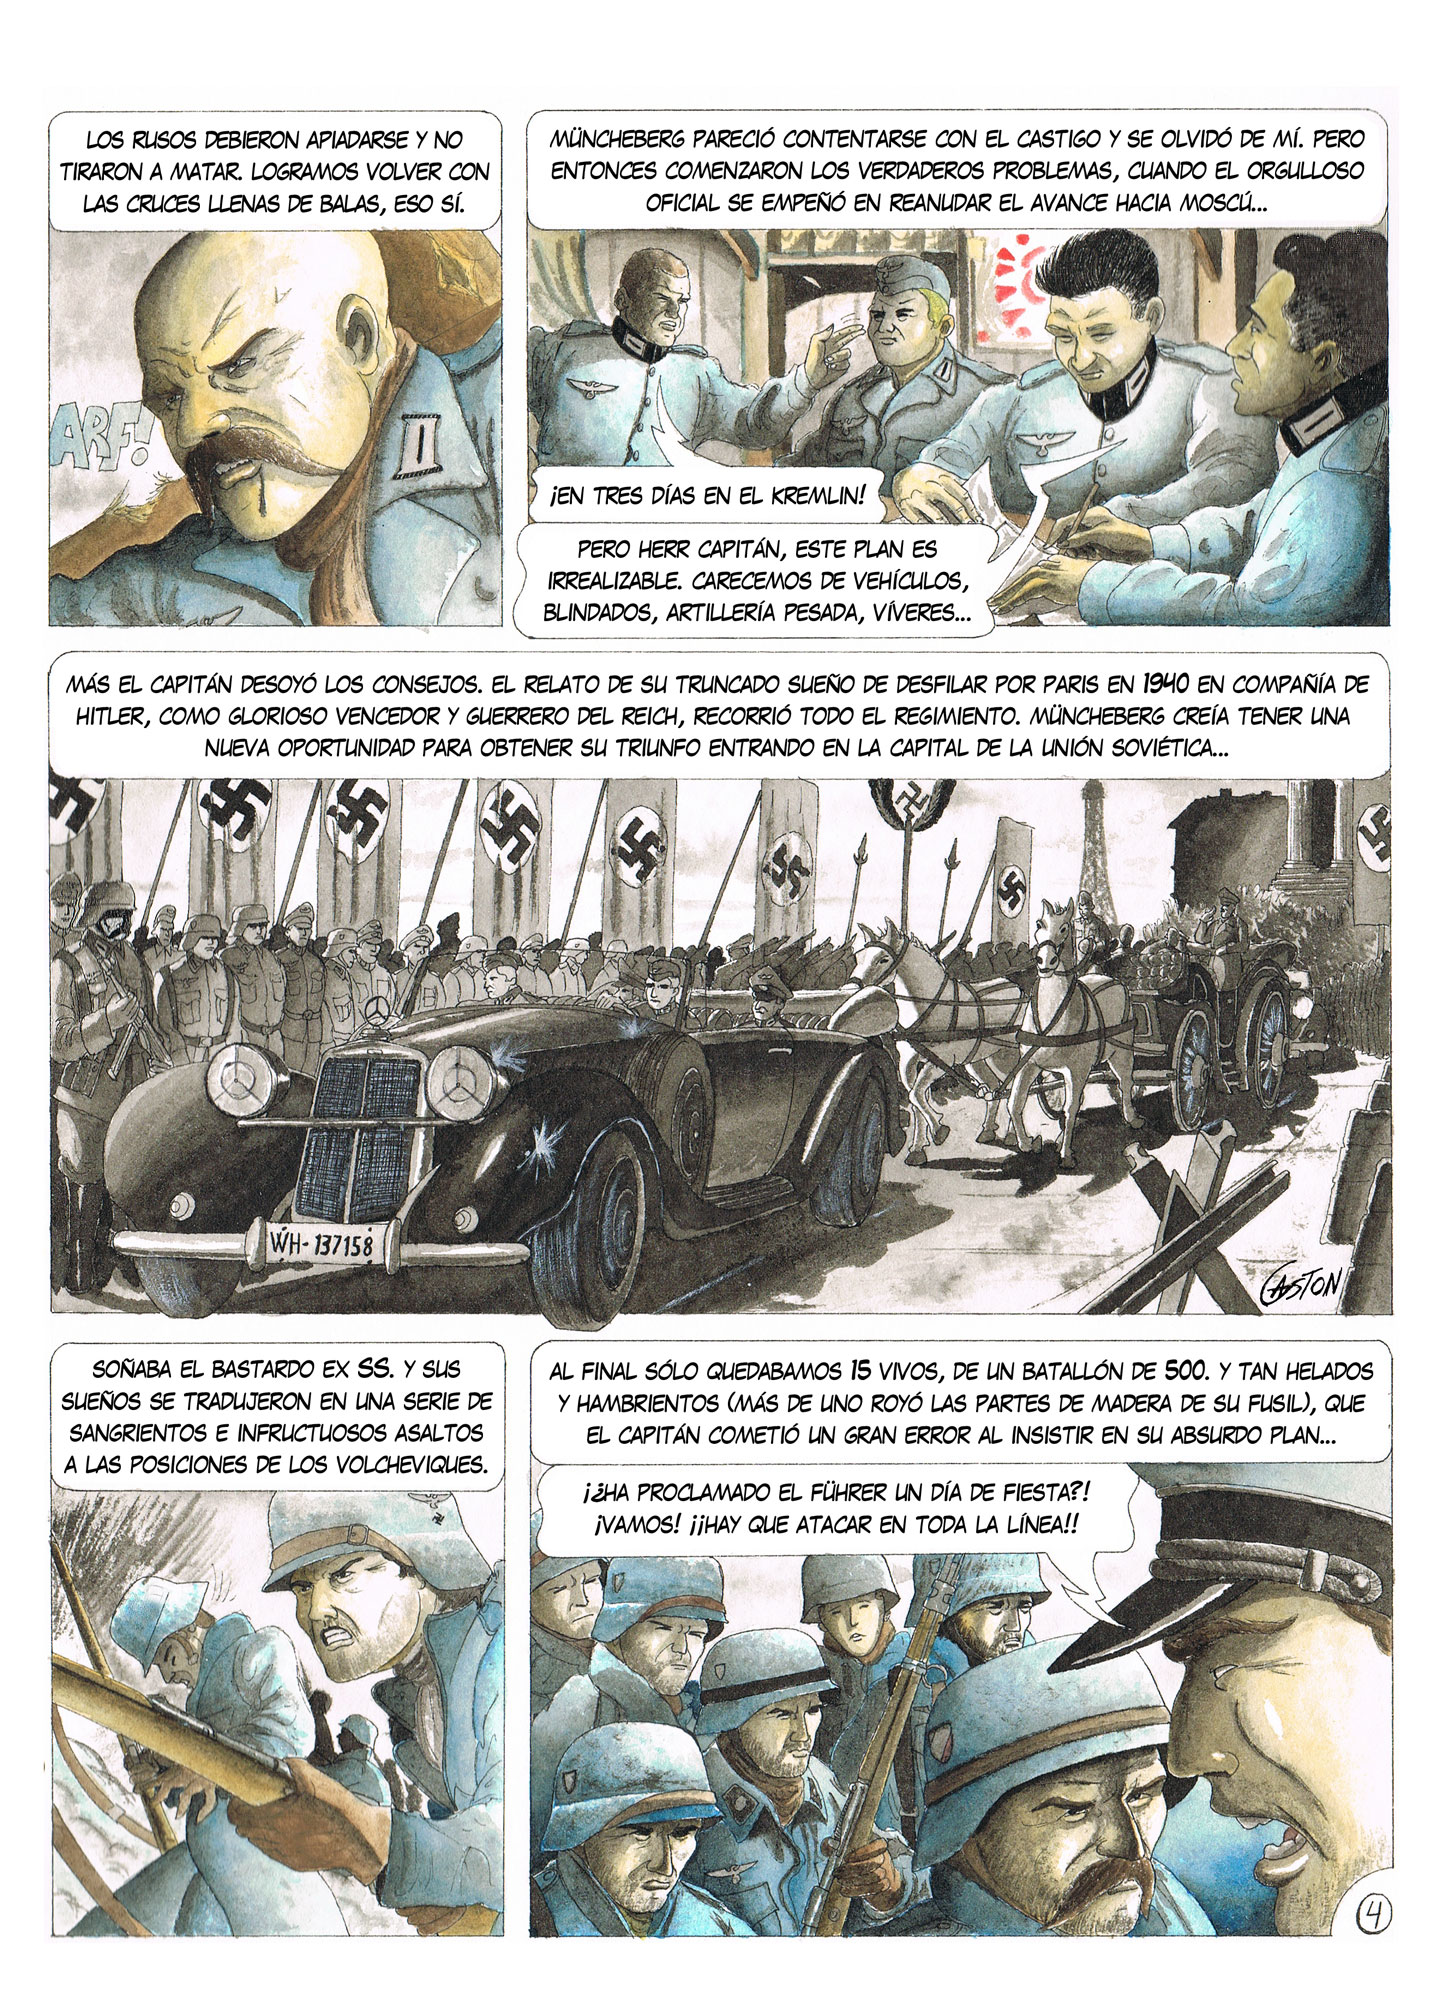 LOS RUSOS DEBIERON APIADARSE Y NO
TIRARON A MATAR. LOGRAMOS VOLVER CON
LAS CRUCES LLENAS DE BALAS, ESO SÍ.
ARF!
MÜNCHEBERG PARECIÓ CONTENTARSE CON EL CASTIGO Y SE OLVIDÓ DE MÍ. PERO
ENTONCES COMENZARON LOS VERDADEROS PROBLEMAS, CUANDO EL ORGULLOSO
OFICIAL SE EMPEÑÓ EN REANUDAR EL AVANCE HACIA MOSCÚ...
¡EN TRES DÍAS EN EL KREMLIN!
PERO HERR CAPITÁN, ESTE PLAN ES
IRREALIZABLE. CARECEMOS DE VEHÍCULOS,
BLINDADOS, ARTILLERÍA PESADA, VÍVERES...
MÁS EL CAPITÁN DESOYÓ LOS CONSEJOS. EL RELATO DE SU TRUNCADO SUEÑO DE DESFILAR POR PARIS EN 1940 EN COMPAÑÍA DE
HITLER, COMO GLORIOSO VENCEDOR Y GUERRERO DEL REICH, RECORRIÓ TODO EL REGIMIENTO. MÜNCHEBERG CREÍA TENER UNA
NUEVA OPORTUNIDAD PARA OBTENER SU TRIUNFO ENTRANDO EN LA CAPITAL DE LA UNIÓN SOVIÉTICA...
WH-137158
GASTON
SOÑABA EL BASTARDO EX SS. Y SUS
SUEÑOS SE TRADUJERON EN UNA SERIE DE
SANGRIENTOS E INFRUCTUOSOS ASALTOS
A LAS POSICIONES DE LOS VOLCHEVIQUES.
AL FINAL SÓLO QUEDABAMOS 15 VIVOS, DE UN BATALLÓN DE 500. Y TAN HELADOS
Y HAMBRIENTOS (MÁS DE UNO ROYÓ LAS PARTES DE MADERA DE SU FUSIL), QUE
EL CAPITÁN COMETIÓ UN GRAN ERROR AL INSISTIR EN SU ABSURDO PLAN...
¡¿HA PROCLAMADO EL FÜHRER UN DÍA DE FIESTA?!
¡VAMOS! ¡¡HAY QUE ATACAR EN TODA LA LÍNEA!!
4